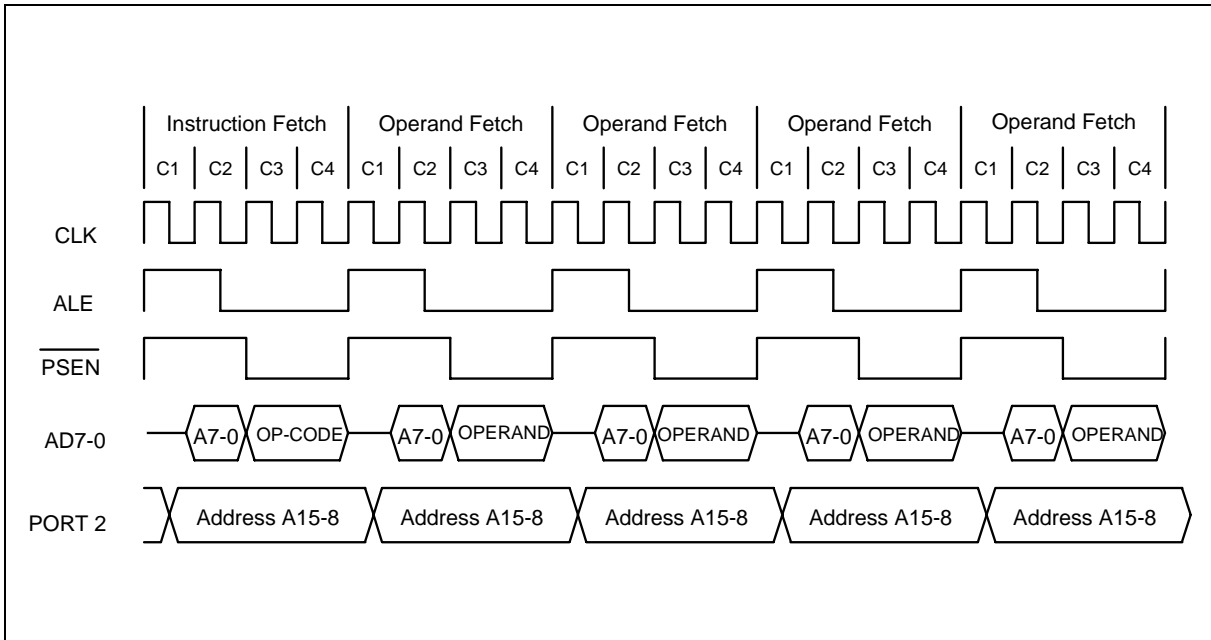 Instruction Fetch Operand Fetch Operand Fetch Operand Fetch Operand Fetch
C1 C2 C3 C4 C1 C2 C3 C4 C1 C2 C3 C4 C1 C2 C3 C4 C1 C2 C3 C4
CLK
ALE
PSEN
AD7-0 A7-0 OP-CODE A7-0 OPERAND A7-0 OPERAND A7-0 OPERAND A7-0 OPERAND
PORT 2 Address A15-8 Address A15-8 Address A15-8 Address A15-8 Address A15-8